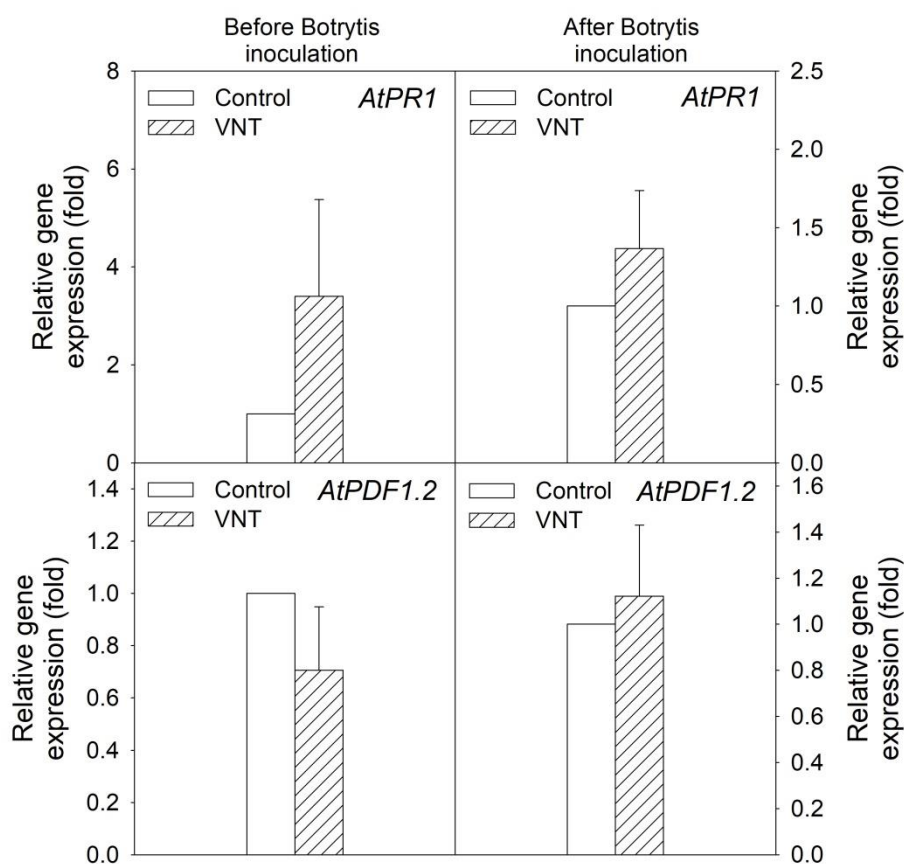 Before Botrytis
inoculation
After Botrytis
inoculation
Relative gene
expression (fold)
8
6
4
2
0
Control
VNT
AtPR1
Control
VNT
AtPR1
2.5
2.0
1.5
1.0
0.5
0.0
Relative gene
expression (fold)
Relative gene
expression (fold)
1.4
1.2
1.0
0.8
0.6
0.4
0.2
0.0
Control
VNT
AtPDF1.2
Control
VNT
AtPDF1.2
1.6
1.4
1.2
1.0
0.8
0.6
0.4
0.2
0.0
Relative gene
expression (fold)